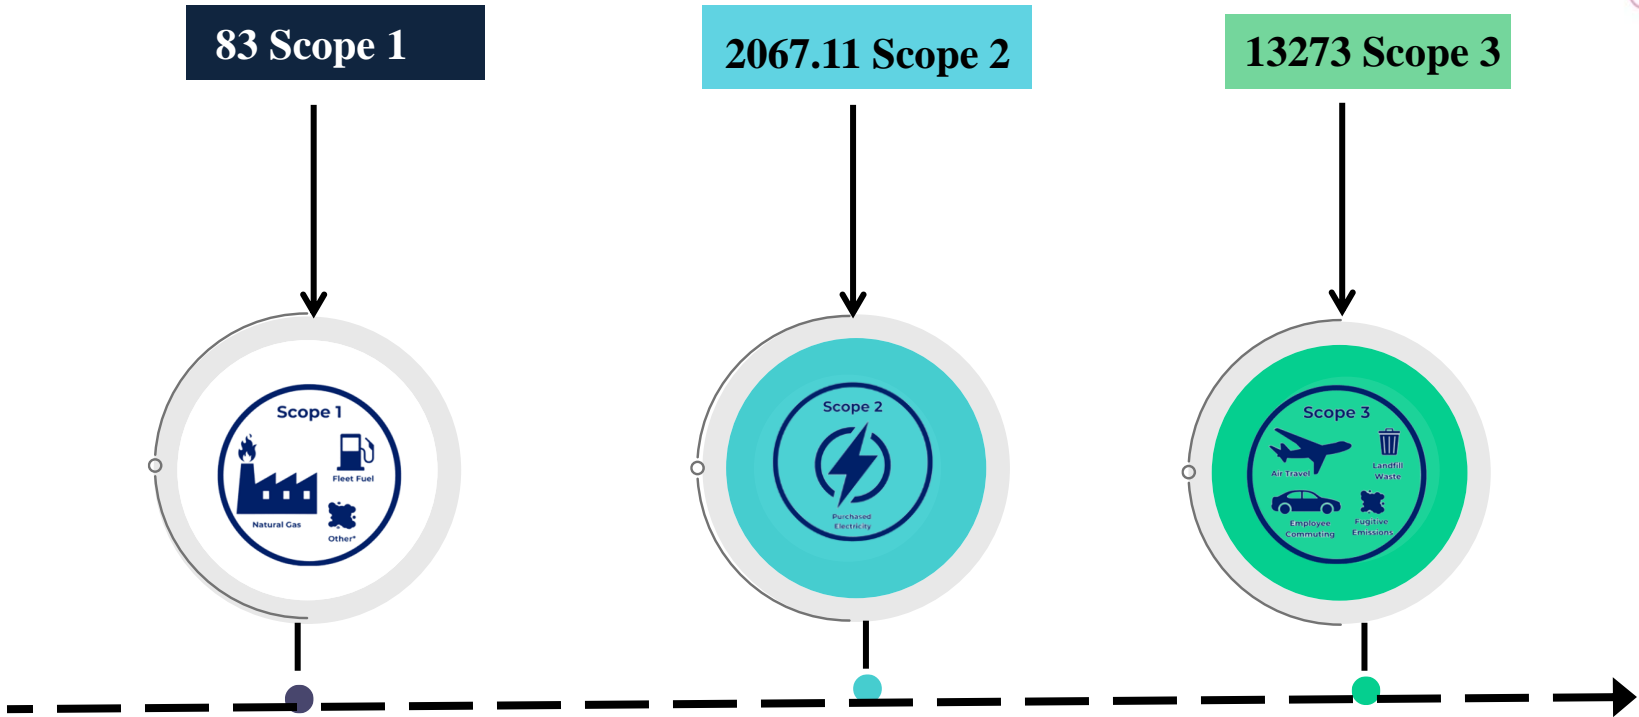 83 Scope 1
2067.11 Scope 2
13273 Scope 3
Scope 1
Fleet Fuel
Natural Gas
Other*
Scope 2
Purchased
Electricity
Scope 3
Air Travel
Landfill
Waste
Employee
Commuting
Fugitive
Emissions